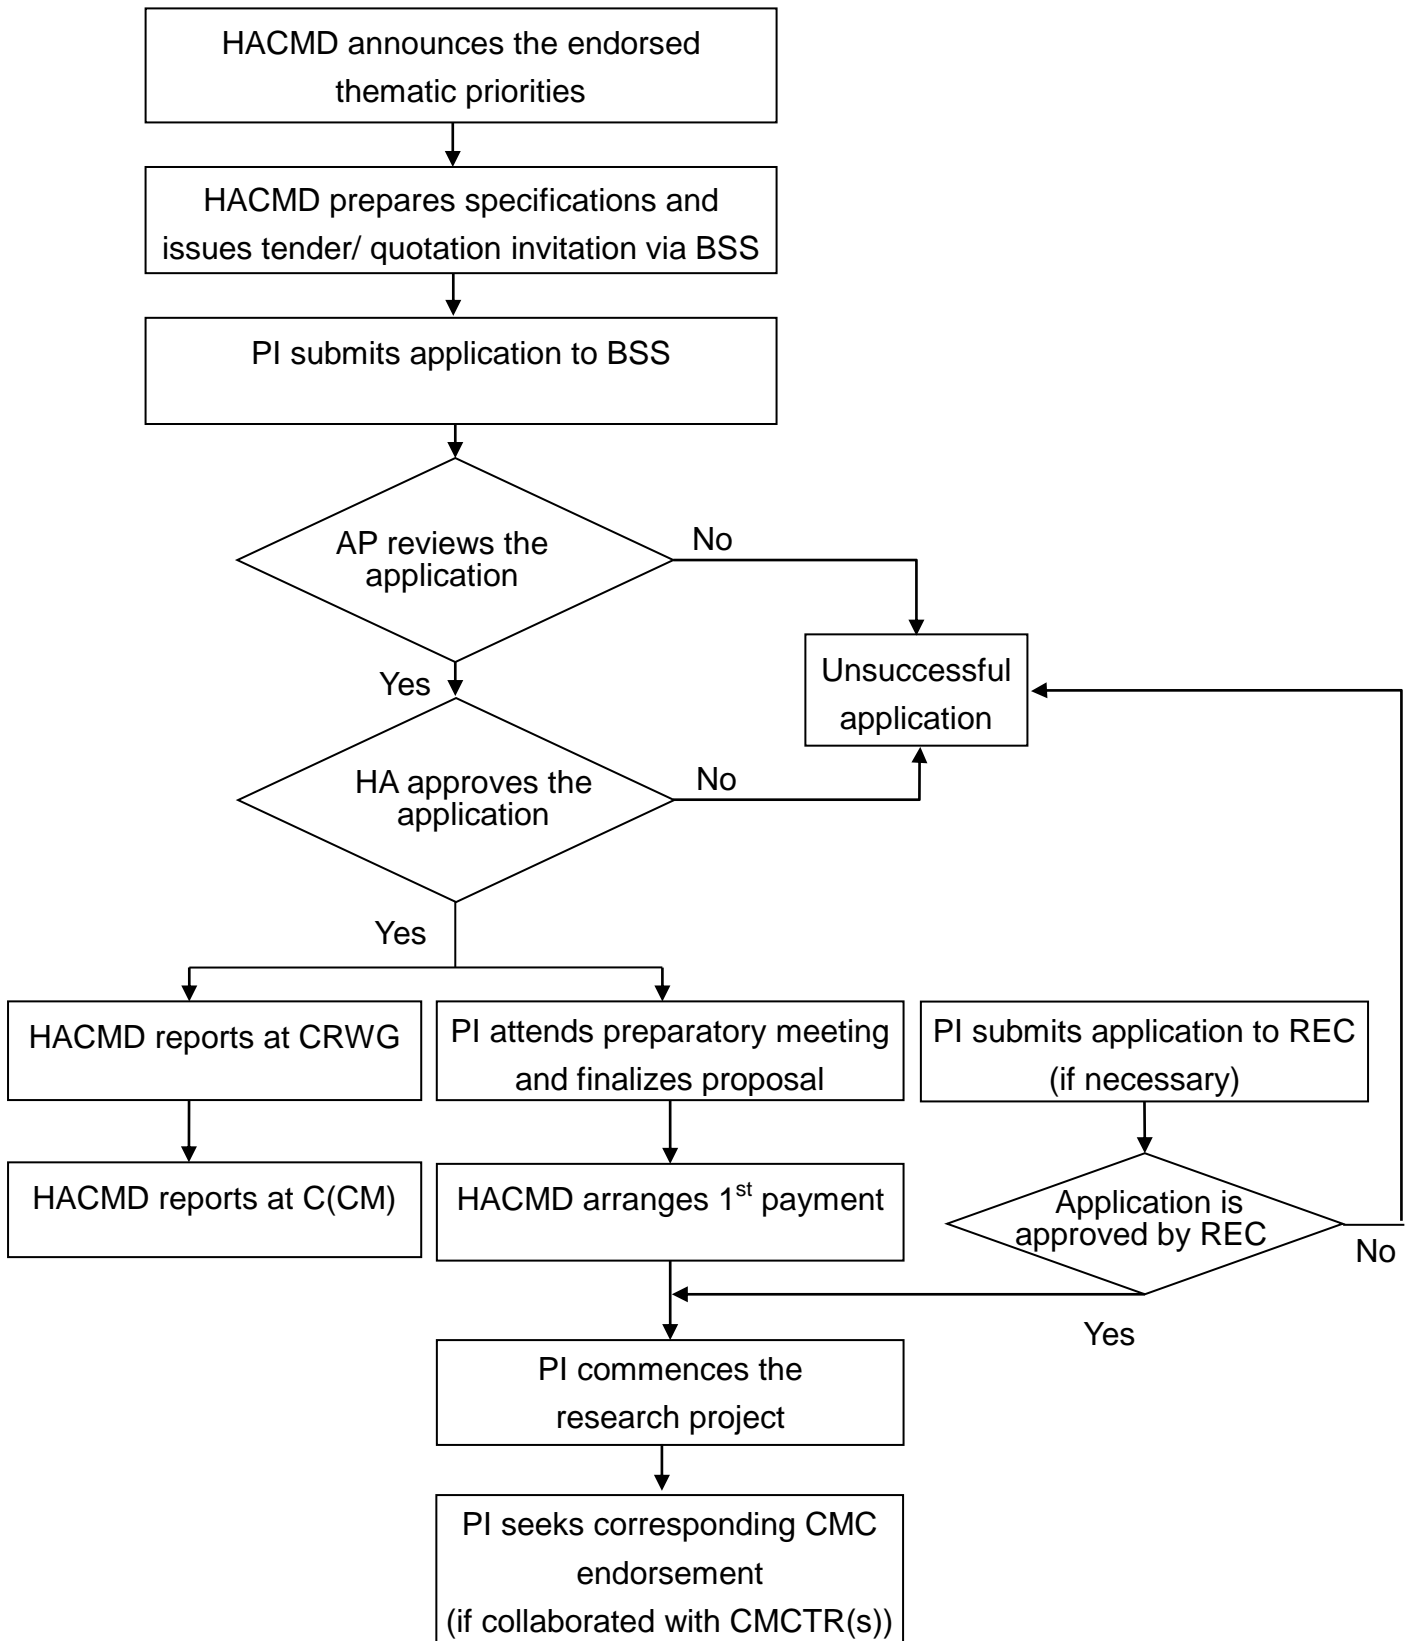 HACMD announces the endorsed
thematic priorities
HACMD prepares specifications and
issues tender/ quotation invitation via BSS
PI submits application to BSS
AP reviews the
application
No
Yes
Unsuccessful
application
HA approves the
application
No
Yes
HACMD reports at CRWG
PI attends preparatory meeting
and finalizes proposal
PI submits application to REC
(if necessary)
HACMD reports at C(CM)
HACMD arranges 1st payment
Application is
approved by REC
No
Yes
PI commences the
research project
PI seeks corresponding CMC
endorsement
(if collaborated with CMCTR(s))